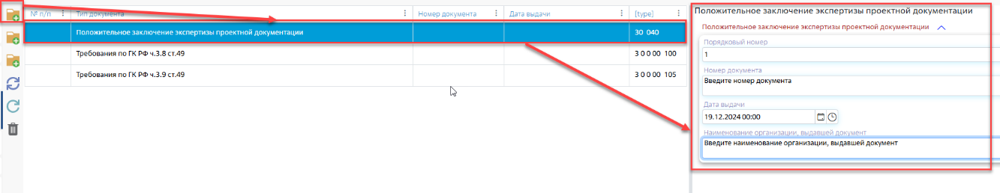 № п/п Тип документа Номер документа Дата выдачи [type]
Положительное заключение экспертизы проектной документации 30 040
Требования по ГК РФ ч.3.8 ст.49 3 0 0 00 100
Требования по ГК РФ ч.3.9 ст.49 3 0 0 00 105
Положительное заключение экспертизы проектной документации
Положительное заключение экспертизы проектной документации
Порядковый номер
1
Номер документа
Введите номер документа
Дата выдачи
19.12.2024 00:00
Наименование организации, выдавшей документ
Введите наименование организации, выдавшей документ